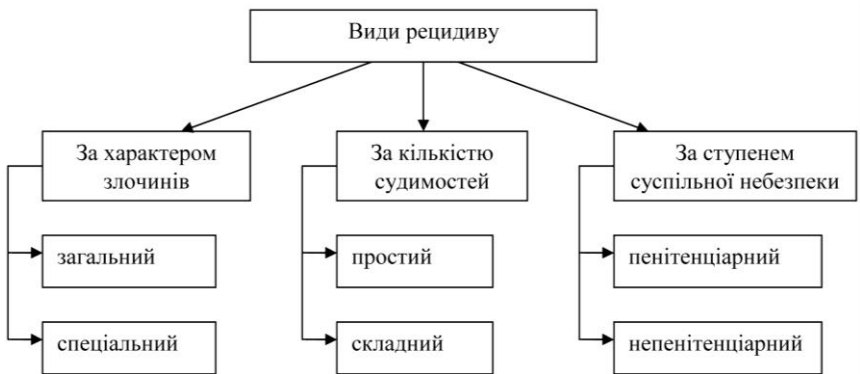 Види рецидиву
За характером
злочинів
За кількістю
судимостей
За ступенем
суспільної небезпеки
загальний
простий
пенітенціарний
спеціальний
складний
непенітенціарний